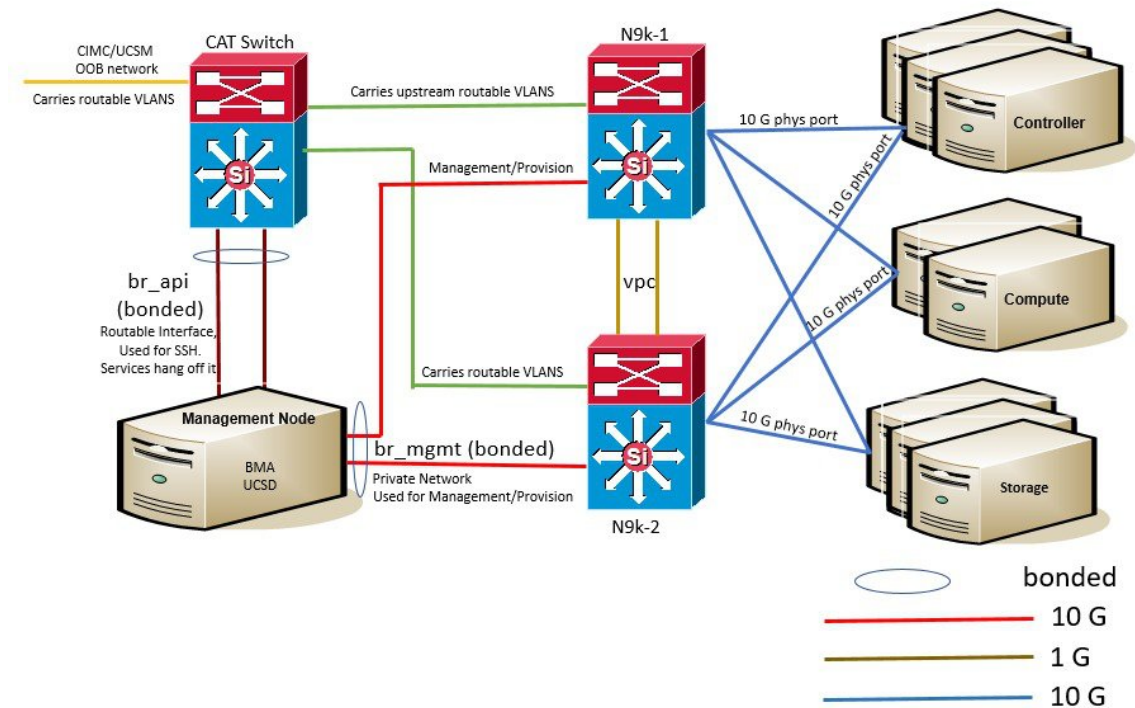 CAT Switch
N9k-1
CIMC/UCSM
OOB network
Carries routable VLANS
Carries upstream routable VLANS
10 G phys port
Controller
Management/Provision
10 G phys port
Si
Si
br_api
(bonded)
Routable Interface,
Used for SSH.
Services hang off it
vpc
10 G phys port
Compute
Carries routable VLANS
Management Node
BMA
UCSD
br_mgmt (bonded)
Private Network
Used for Management/Provision
10 G phys port
Si
Storage
N9k-2
bonded
10 G
1 G
10 G